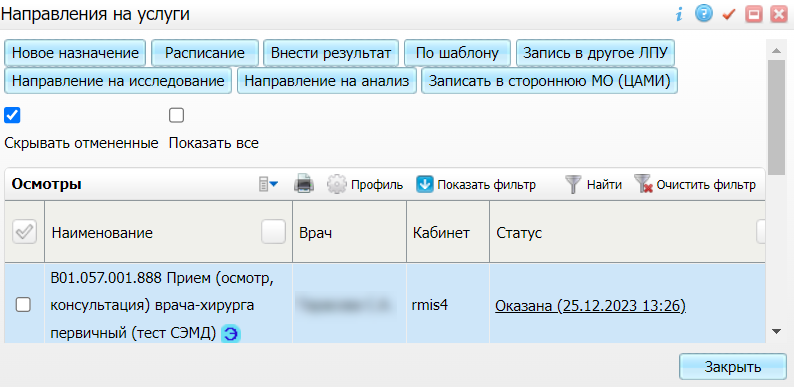 Направления на услуги
Новое назначение Расписание Внести результат По шаблону Запись в другое ЛПУ
Направление на исследование Направление на анализ Записать в стороннюю МО (ЦАМИ)
Скрывать отмененные Показать все
Осмотры Профиль Показать фильтр Найти Очистить фильтр
Наименование Врач Кабинет Статус
B01.057.001.888 Прием (осмотр,
консультация) врача-хирурга rmis4 Оказана (25.12.2023 13:26)
первичный (тест СЭМД) Э
Закрыть